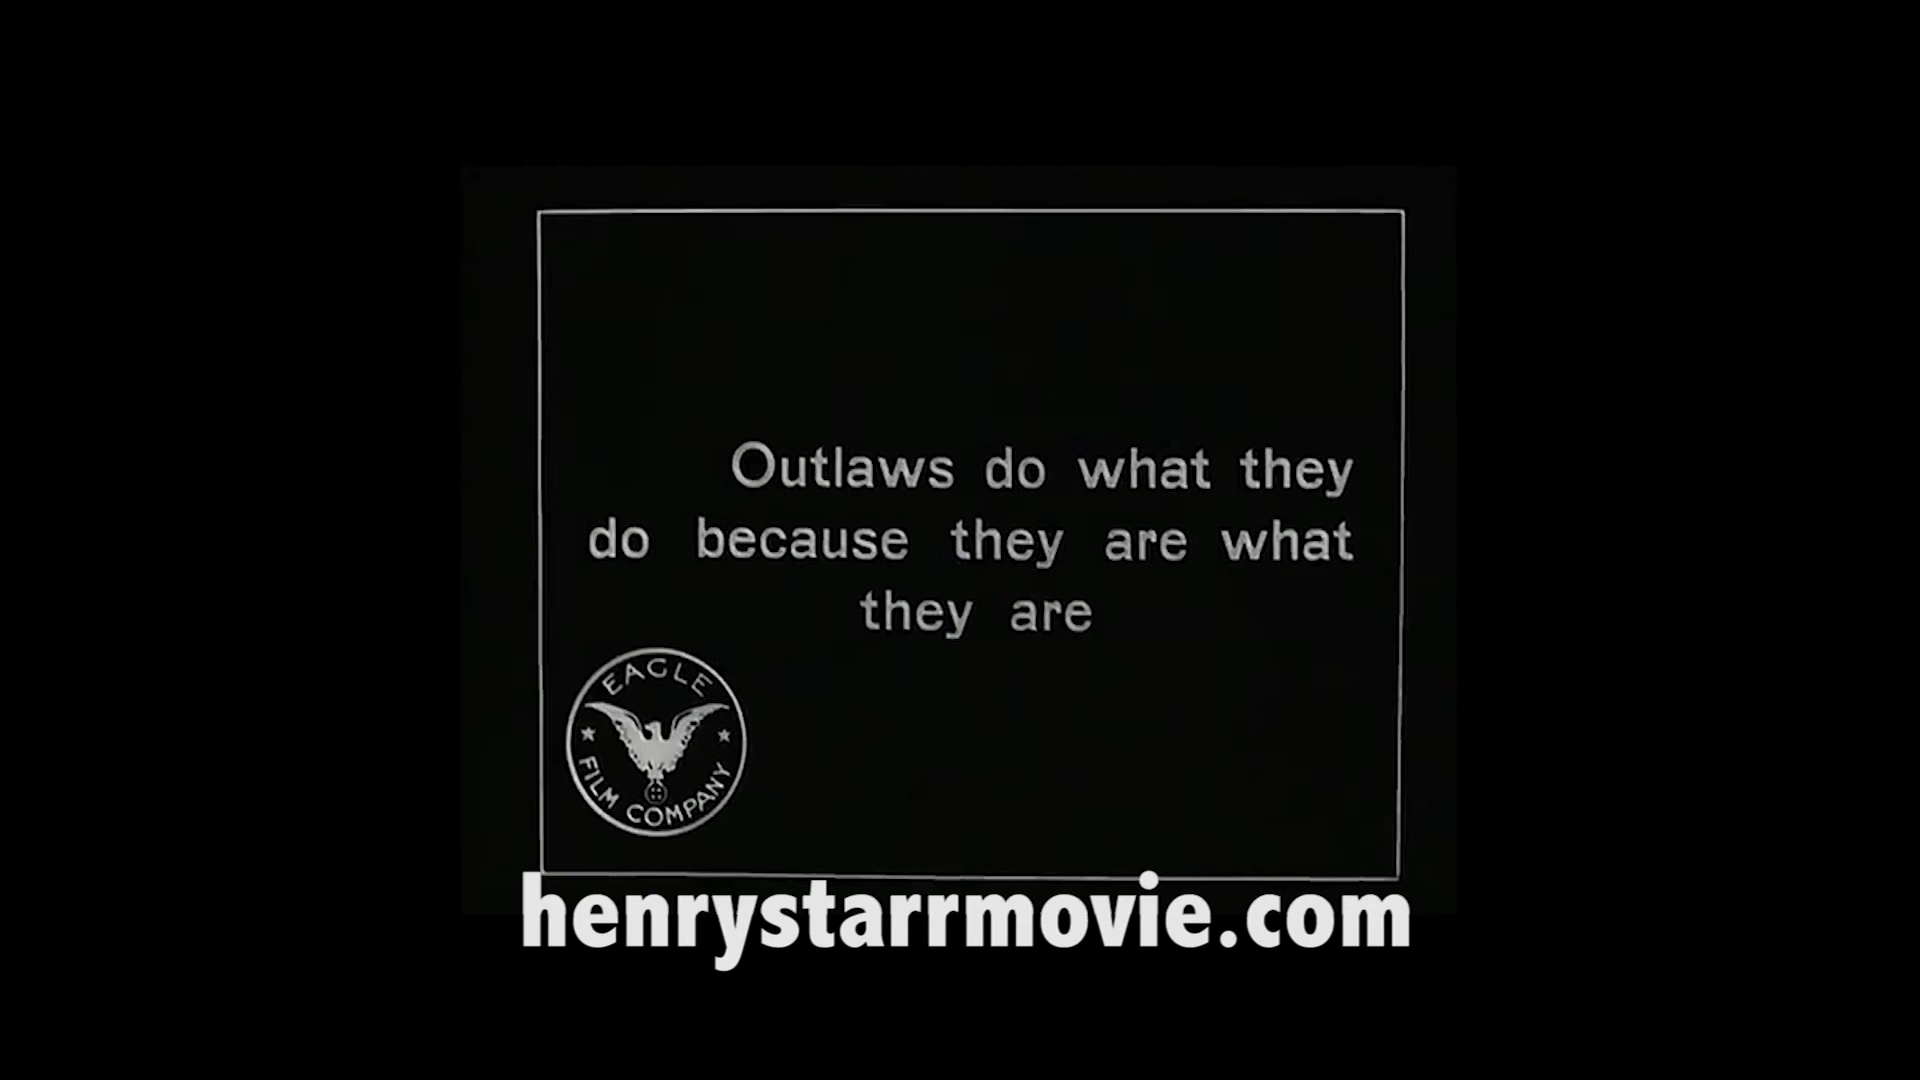 Outlaws do what they
do because they are what
they are
EAGLE
FILM COMPANY
henrystarrmovie.com